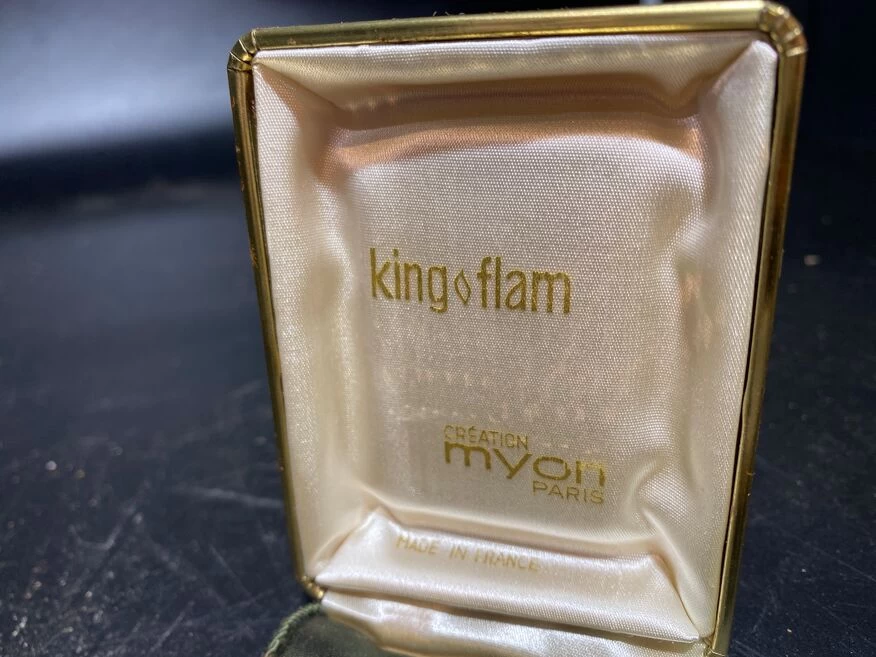 king flam
CRÉATION
myon
PARIS
MADE IN FRANCE